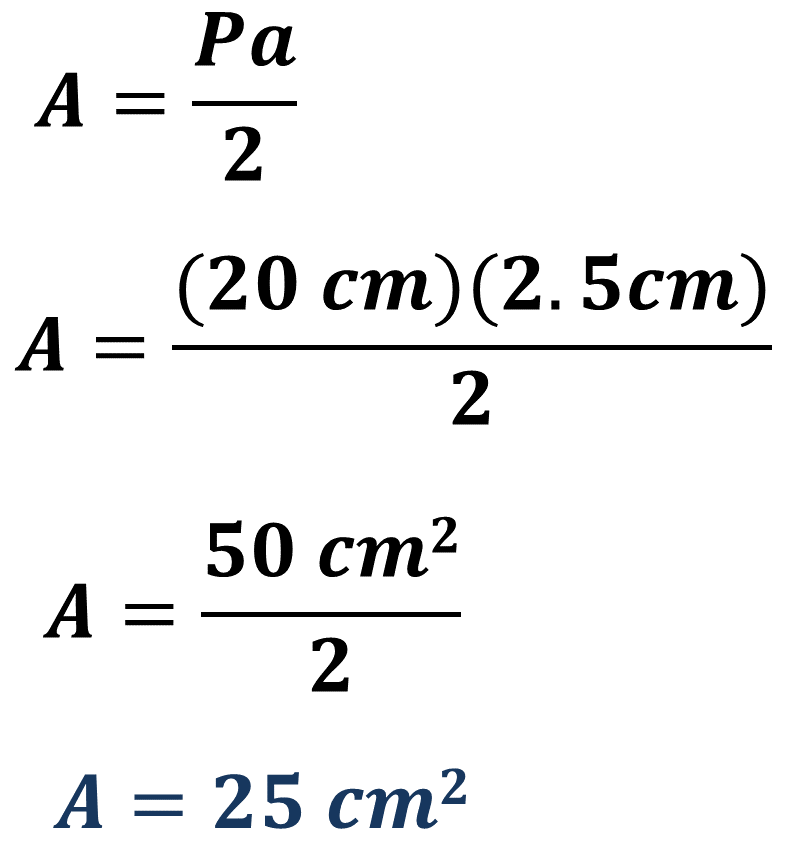 A = Pa / 2
A = (20 cm)(2. 5cm) / 2
A = 50 cm² / 2
A = 25 cm²